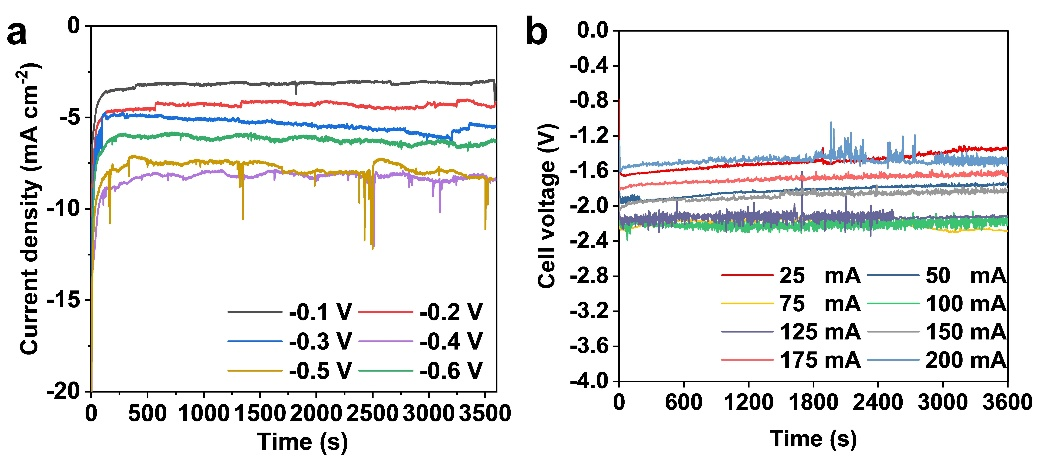 a
0
-5
-10
-15
-20
Current density (mA cm-2)
-0.1 V -0.2 V
-0.3 V -0.4 V
-0.5 V -0.6 V
0 500 1000 1500 2000 2500 3000 3500
Time (s)
b
0.0
-0.4
-0.8
-1.2
-1.6
-2.0
-2.4
-2.8
-3.2
-3.6
-4.0
Cell voltage (V)
25 mA 50 mA
75 mA 100 mA
125 mA 150 mA
175 mA 200 mA
0 600 1200 1800 2400 3000 3600
Time (s)